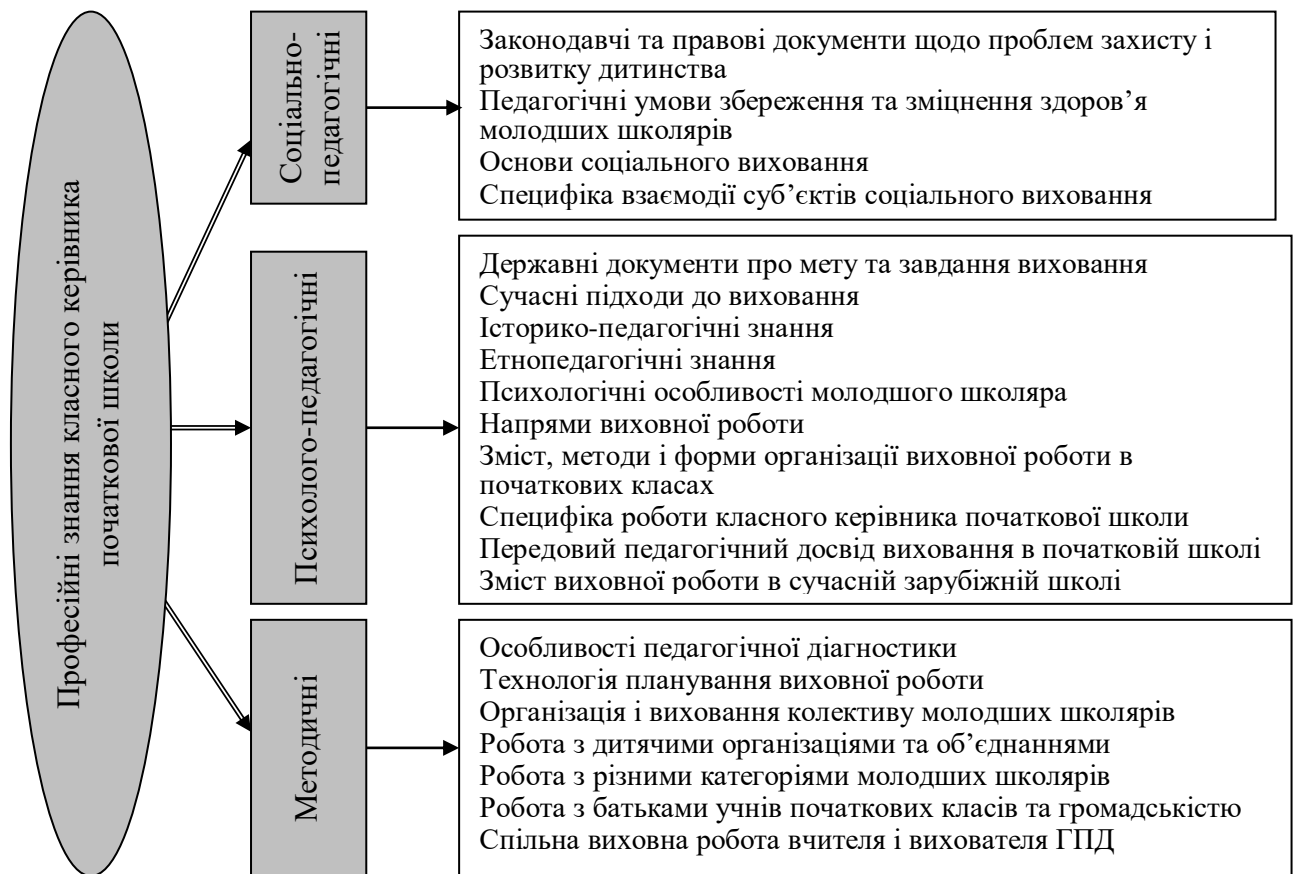 Професійні знання класного керівника
початкової школи
Соціально-
педагогічні
Законодавчі та правові документи щодо проблем захисту і
розвитку дитинства
Педагогічні умови збереження та зміцнення здоров’я
молодших школярів
Основи соціального виховання
Специфіка взаємодії суб’єктів соціального виховання
Психолого-педагогічні
Державні документи про мету та завдання виховання
Сучасні підходи до виховання
Історико-педагогічні знання
Етнопедагогічні знання
Психологічні особливості молодшого школяра
Напрями виховної роботи
Зміст, методи і форми організації виховної роботи в
початкових класах
Специфіка роботи класного керівника початкової школи
Передовий педагогічний досвід виховання в початковій школі
Зміст виховної роботи в сучасній зарубіжній школі
Методичні
Особливості педагогічної діагностики
Технологія планування виховної роботи
Організація і виховання колективу молодших школярів
Робота з дитячими організаціями та об’єднаннями
Робота з різними категоріями молодших школярів
Робота з батьками учнів початкових класів та громадськістю
Спільна виховна робота вчителя і вихователя ГПД